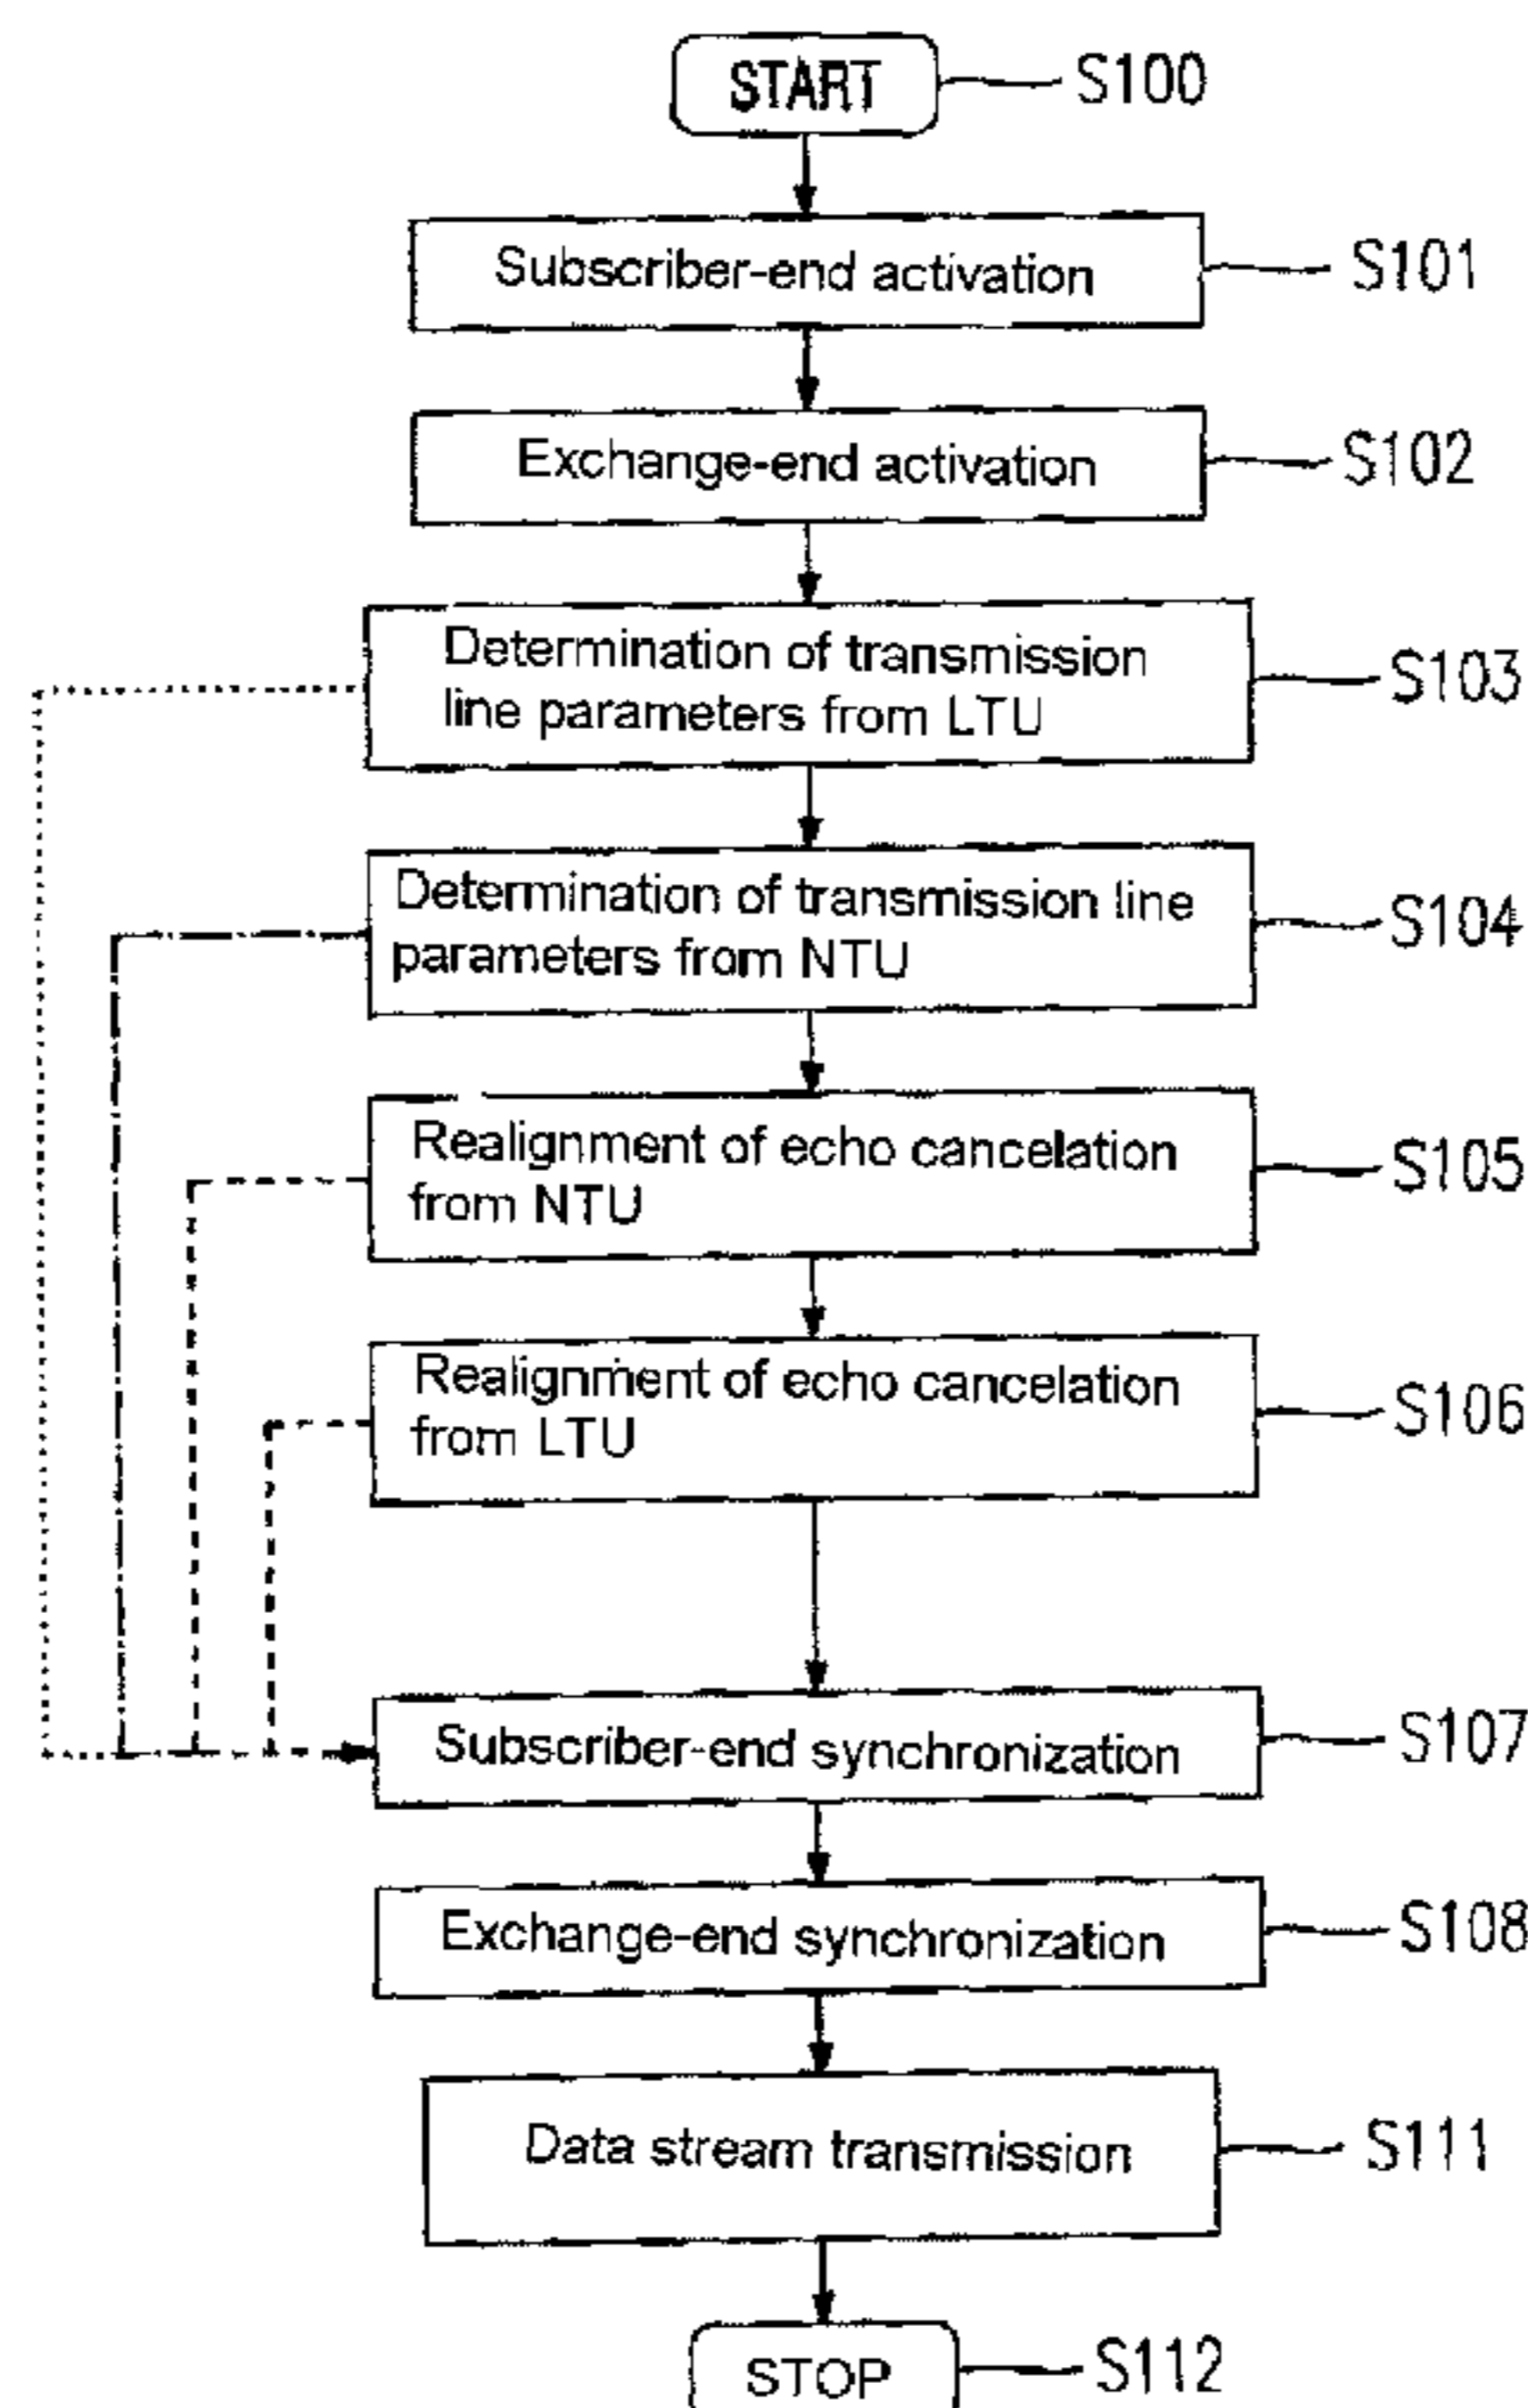 START
S100
Subscriber-end activation
S101
Exchange-end activation
S102
Determination of transmission
line parameters from LTU
S103
Determination of transmission line
parameters from NTU
S104
Realignment of echo cancelation
from NTU
S105
Realignment of echo cancelation
from LTU
S106
Subscriber-end synchronization
S107
Exchange-end synchronization
S108
Data stream transmission
S111
STOP
S112